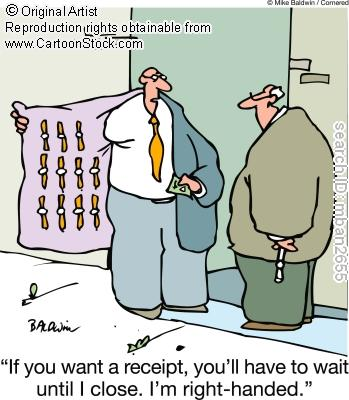 © Mike Baldwin / Cornered
© Original Artist
Reproduction rights obtainable from
www.CartoonStock.com
search ID: mban2655
BALDWIN
“If you want a receipt, you’ll have to wait
until I close. I’m right-handed.”